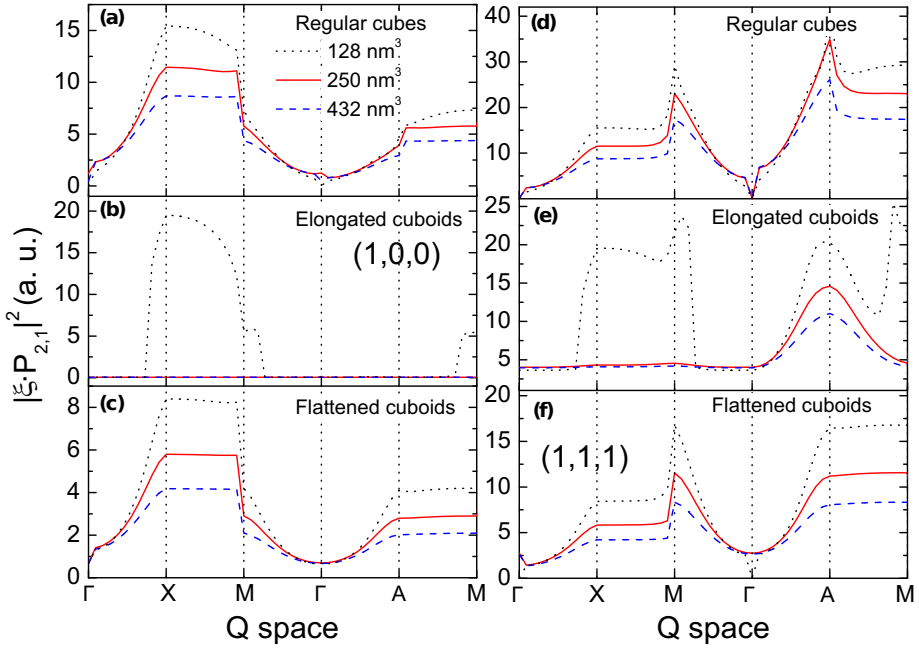 (a)
Regular cubes
128 nm³
250 nm³
432 nm³
15
10
5
0
(b)
Elongated cuboids
(1,0,0)
20
15
10
5
0
(c)
Flattened cuboids
8
6
4
2
0
Γ X M Γ A M
Q space
|ξ·P2,1|² (a. u.)
(d)
Regular cubes
40
30
20
10
(e)
Elongated cuboids
25
20
15
10
5
(f)
Flattened cuboids
(1,1,1)
20
15
10
5
0
Γ X M Γ A M
Q space